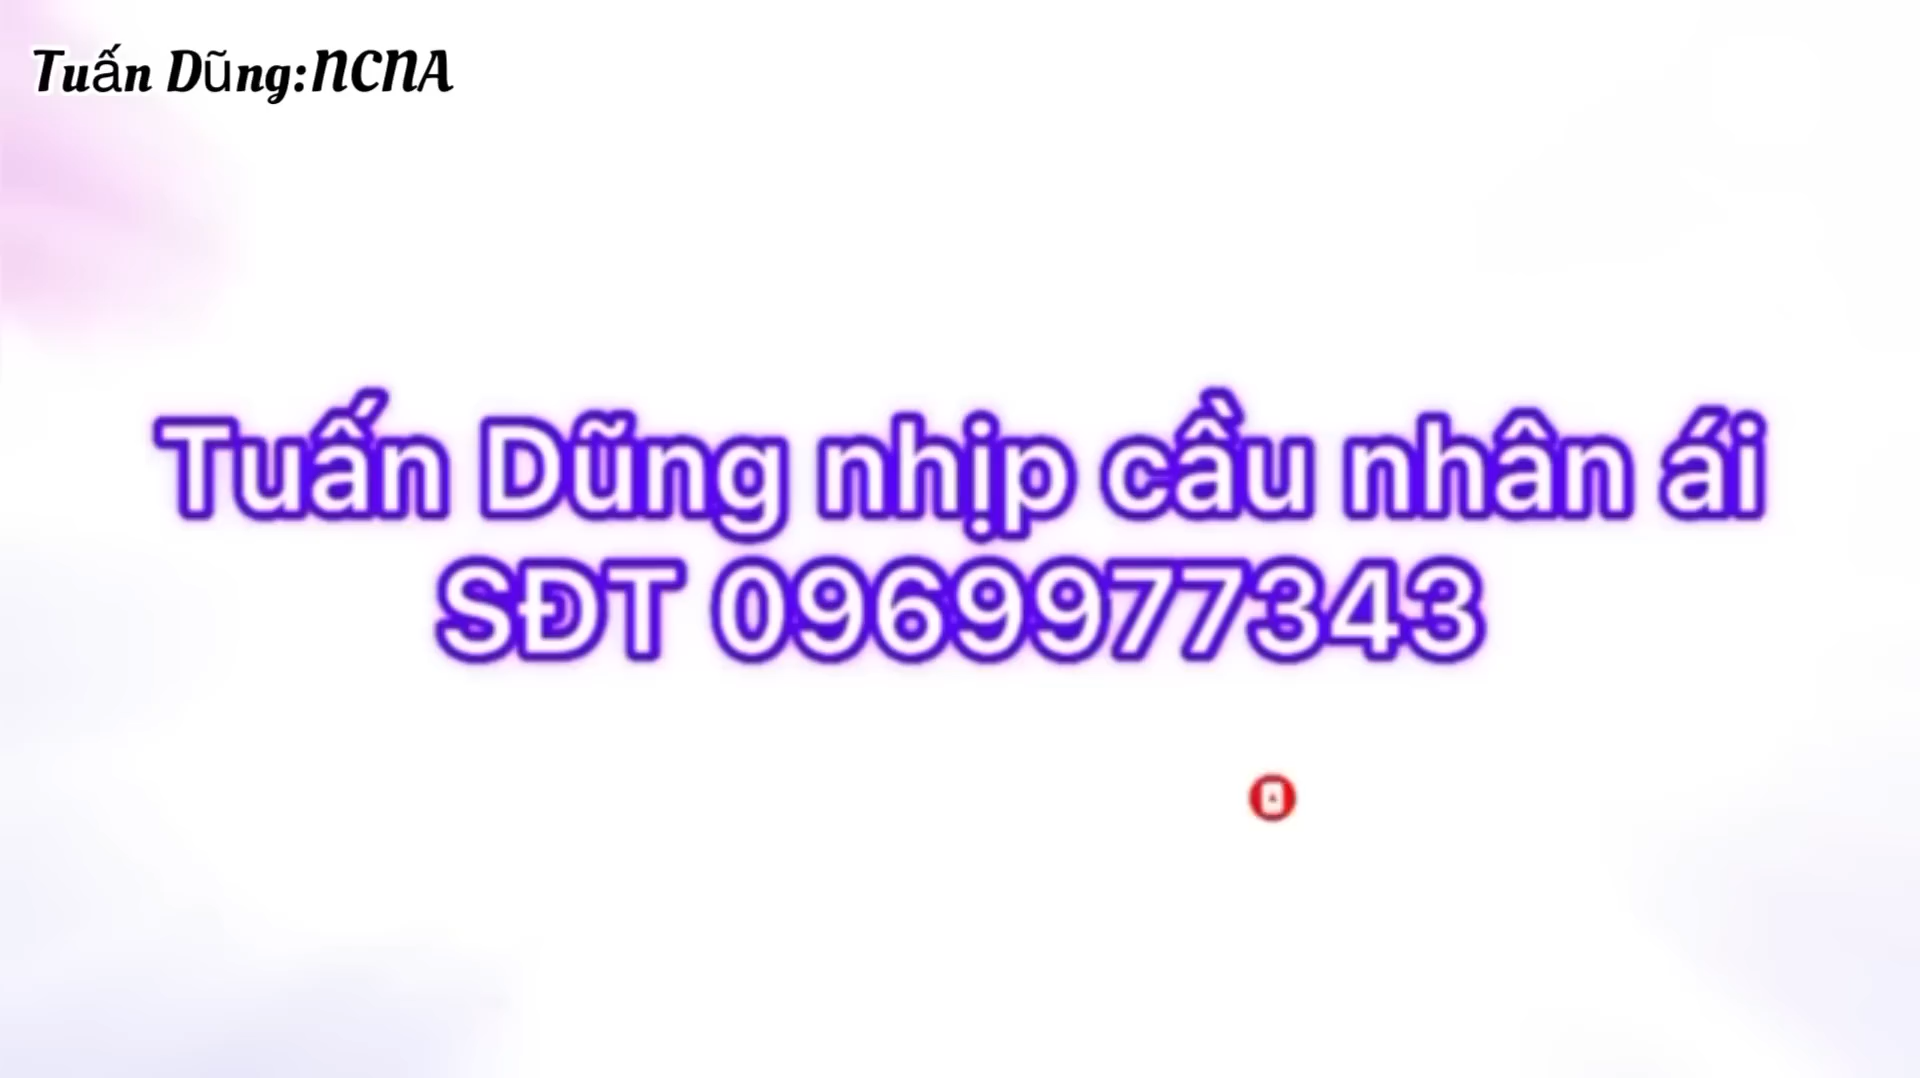 Tuấn Dũng:NCNA
Tuấn Dũng nhịp cầu nhân ái
SĐT 0969977343